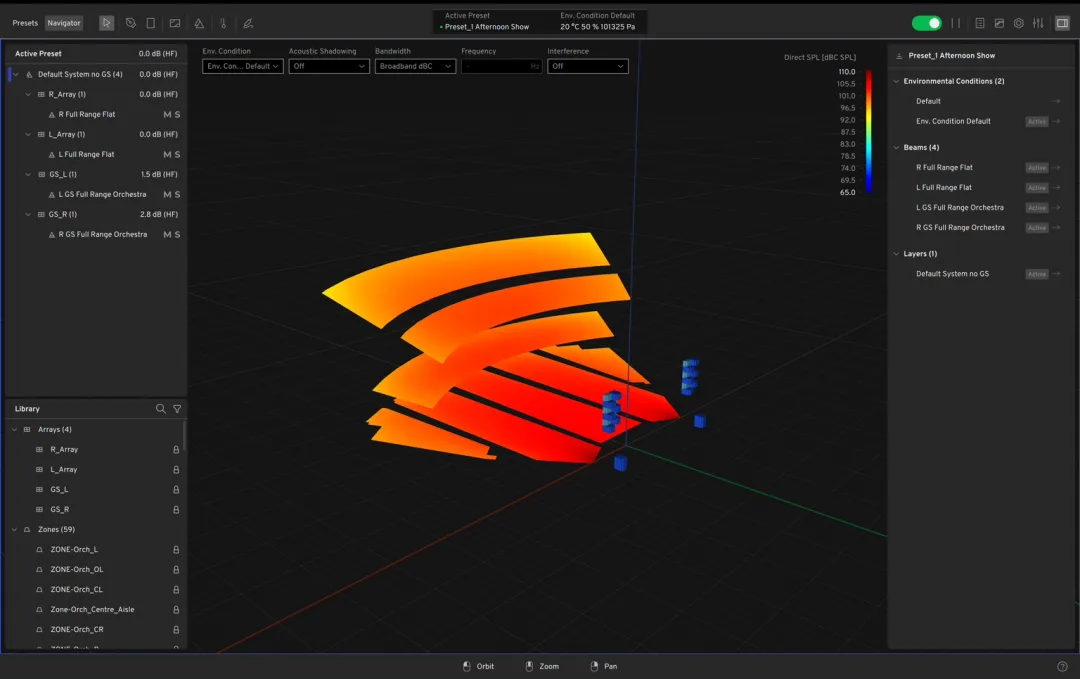 Presets Navigator
Active Preset Env. Condition Default
Preset_1 Afternoon Show 20 °C 50 % 101325 Pa
Active Preset 0.0 dB (HF)
Default System no GS (4) 0.0 dB (HF)
R_Array (1) 0.0 dB (HF)
R Full Range Flat M S
L_Array (1) 0.0 dB (HF)
L Full Range Flat M S
GS_L (1) 1.5 dB (HF)
L GS Full Range Orchestra M S
GS_R (1) 2.8 dB (HF)
R GS Full Range Orchestra M S
Library
Arrays (4)
R_Array
L_Array
GS_L
GS_R
Zones (59)
ZONE-Orch_L
ZONE-Orch_OL
ZONE-Orch_CL
Zone-Orch_Centre_Aisle
ZONE-Orch_CR
Env. Condition Acoustic Shadowing Bandwidth Frequency Interference
Env. Con... Default Off Broadband dBC - Hz Off
Direct SPL [dBC SPL]
110.0
105.5
101.0
96.5
92.0
87.5
83.0
78.5
74.0
69.5
65.0
Preset_1 Afternoon Show
Environmental Conditions (2)
Default
Env. Condition Default Active
Beams (4)
R Full Range Flat Active
L Full Range Flat Active
L GS Full Range Orchestra Active
R GS Full Range Orchestra Active
Layers (1)
Default System no GS Active
Orbit Zoom Pan